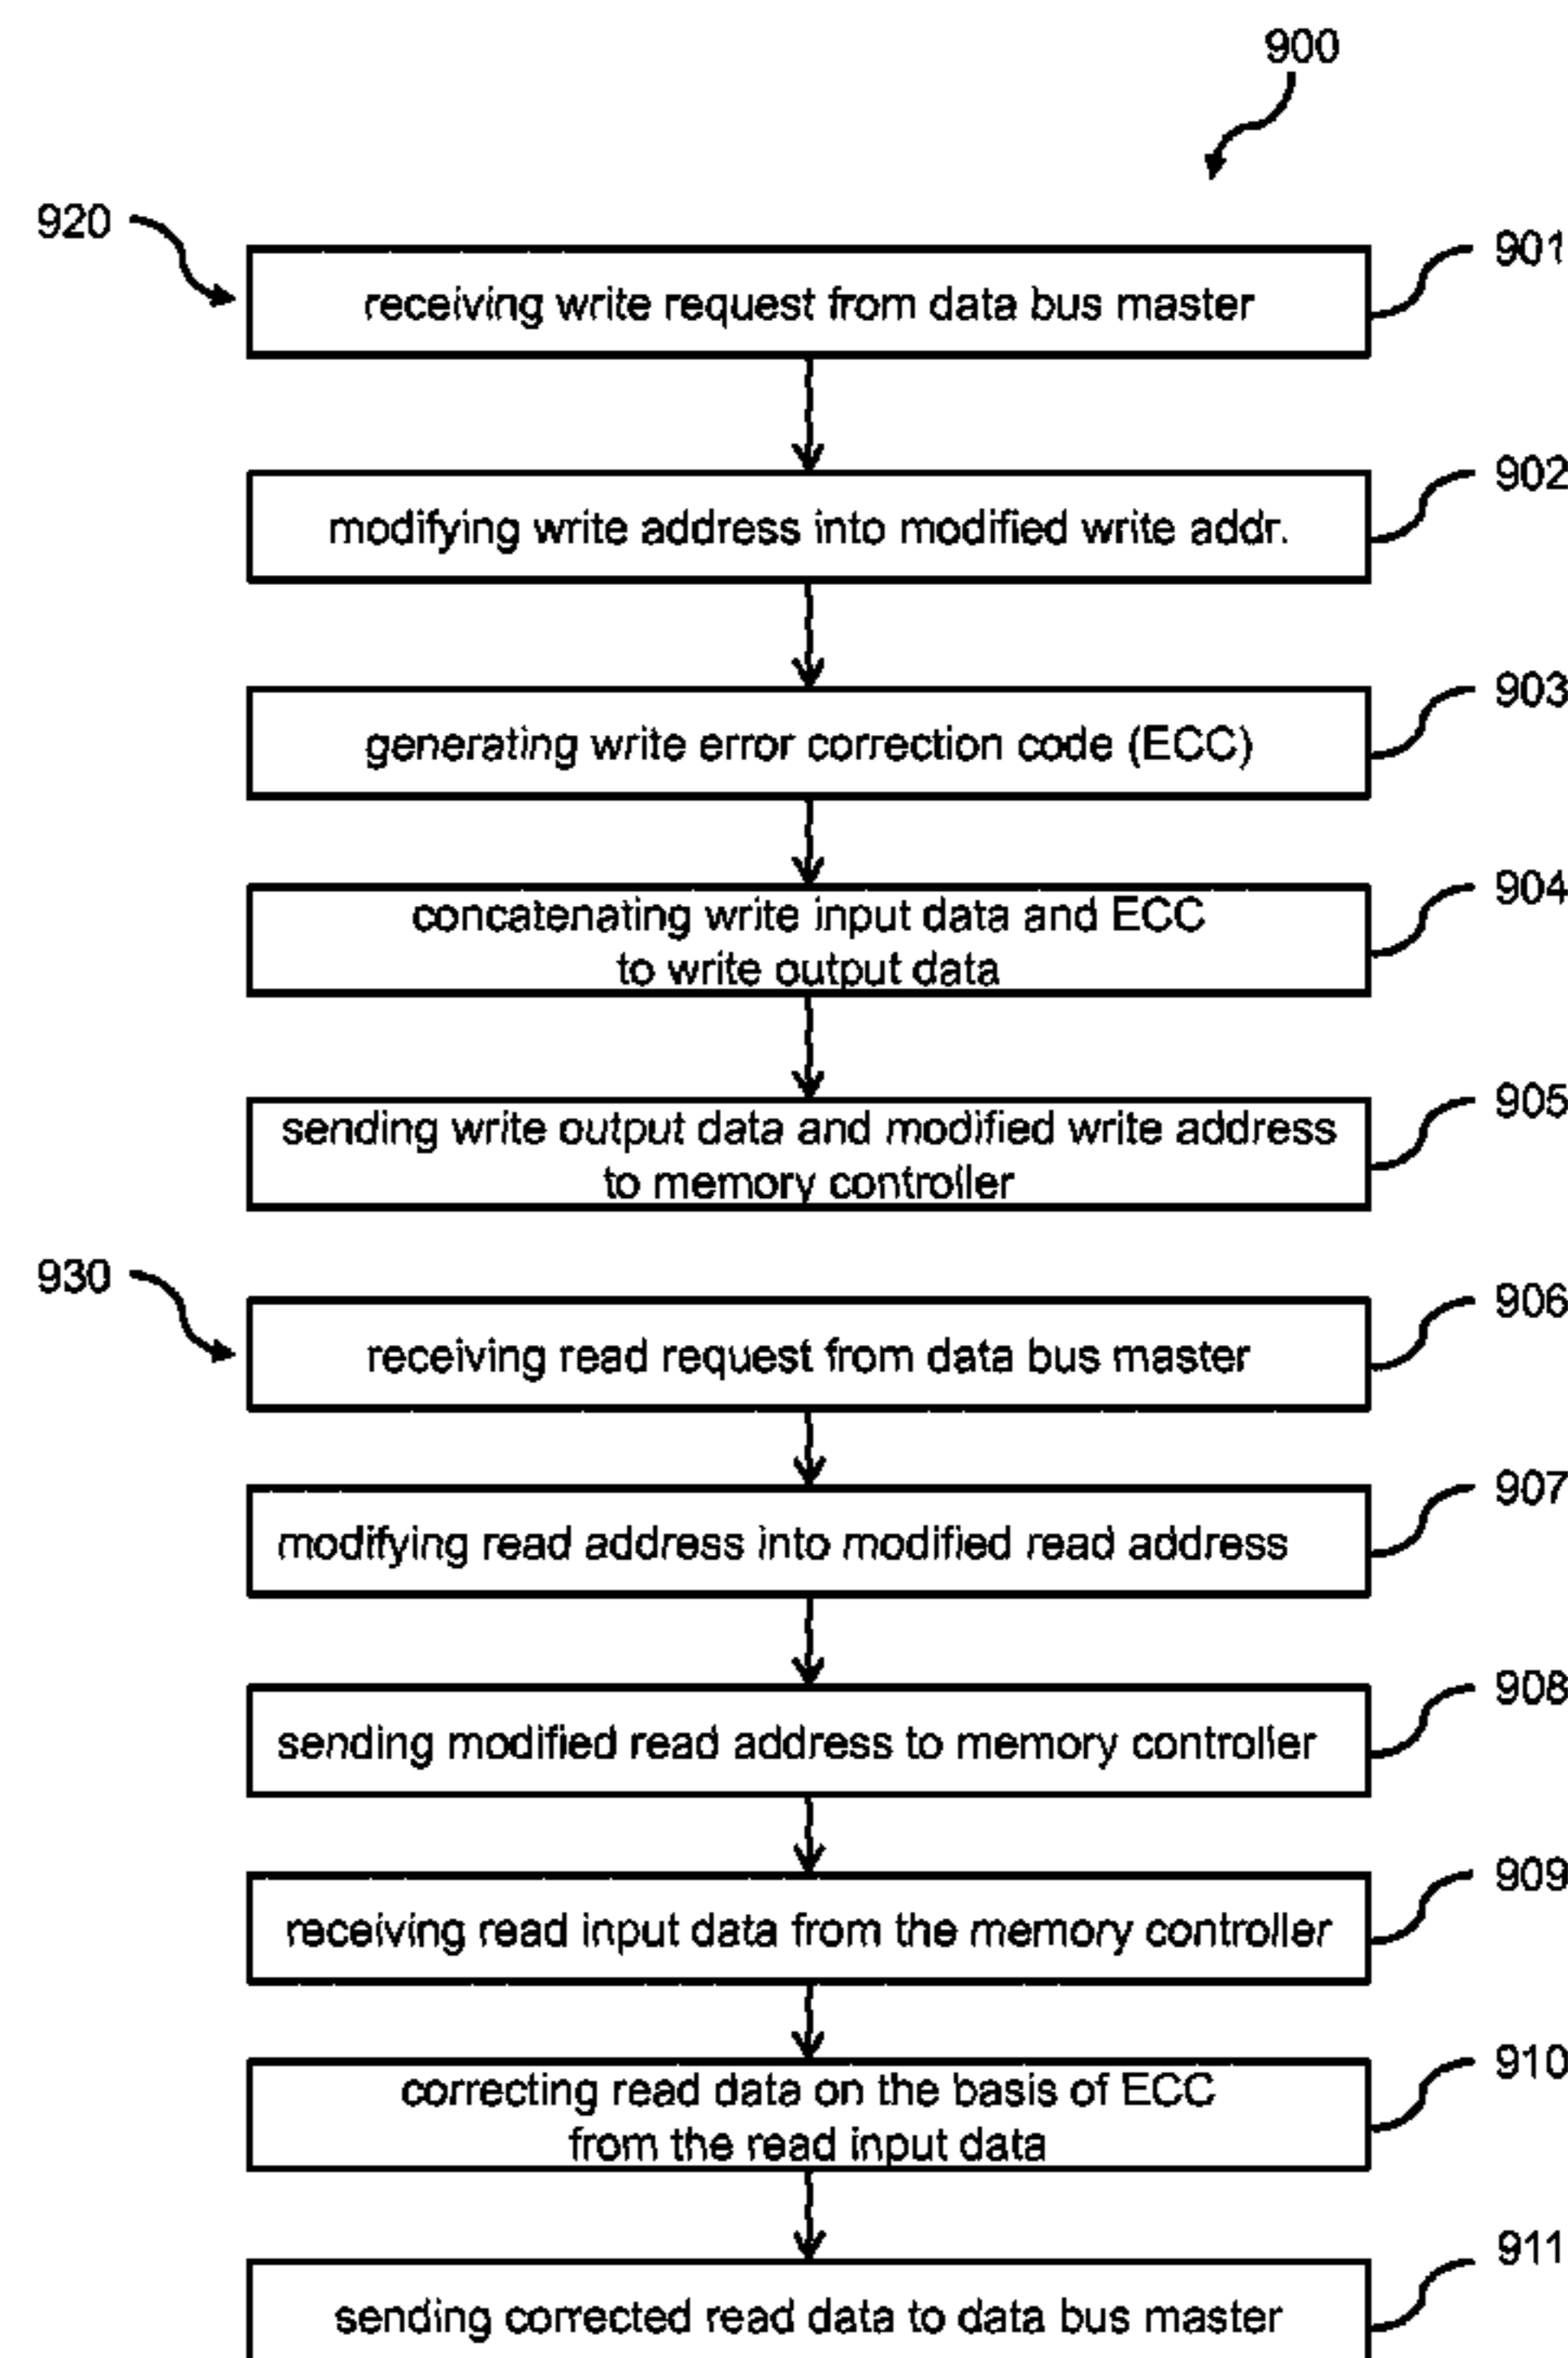 900
920
receiving write request from data bus master
901
modifying write address into modified write addr.
902
generating write error correction code (ECC)
903
concatenating write input data and ECC
to write output data
904
sending write output data and modified write address
to memory controller
905
930
receiving read request from data bus master
906
modifying read address into modified read address
907
sending modified read address to memory controller
908
receiving read input data from the memory controller
909
correcting read data on the basis of ECC
from the read input data
910
sending corrected read data to data bus master
911